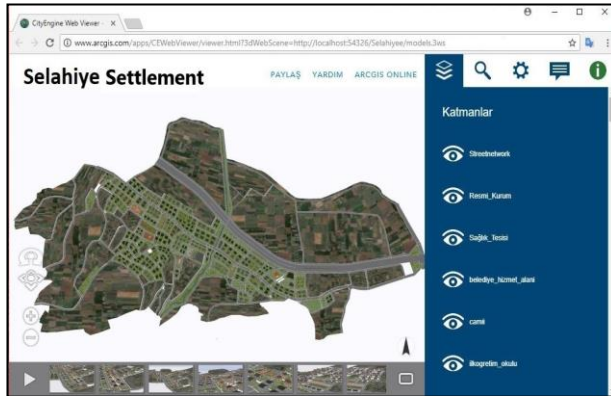 CityEngine Web Viewer -
www.arcgis.com/apps/CEWebViewer/viewer.html?3dWebScene=http://localhost:54326/Selahiyee/models.3ws
Selahiye Settlement
PAYLAŞ YARDIM ARCGIS ONLINE
Katmanlar
Streetnetwork
Resmi_Kurum
Sağlık_Tesisi
belediye_hizmet_alani
camii
ilkogretim_okulu